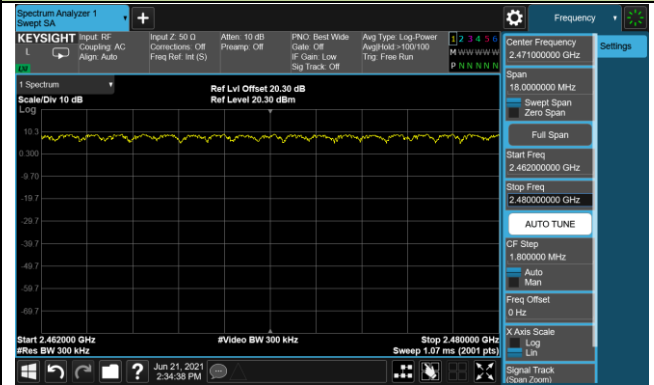 Spectrum Analyzer 1
Swept SA
Frequency
KEYSIGHT
L
Input: RF
Coupling: AC
Align: Auto
Input Z: 50 Ω
Corrections: Off
Freq Ref: Int (S)
Atten: 10 dB
Preamp: Off
PNO: Best Wide
Gate: Off
IF Gain: Low
Sig Track: Off
Avg Type: Log-Power
Avg|Hold:>100/100
Trig: Free Run
1 2 3 4 5 6
M W W W W W
P N N N N N
Center Frequency
2.471000000 GHz
Settings
Span
18.0000000 MHz
Swept Span
Zero Span
Full Span
Start Freq
2.462000000 GHz
Stop Freq
2.480000000 GHz
AUTO TUNE
CF Step
1.800000 MHz
Auto
Man
Freq Offset
0 Hz
X Axis Scale
Log
Lin
Signal Track
(Span Zoom)
1 Spectrum
Scale/Div 10 dB
Log
Ref Lvl Offset 20.30 dB
Ref Level 20.30 dBm
10.3
0.300
-9.70
-19.7
-29.7
-39.7
-49.7
-59.7
-69.7
Start 2.462000 GHz
#Res BW 300 kHz
#Video BW 300 kHz
Stop 2.480000 GHz
Sweep 1.07 ms (2001 pts)
Jun 21, 2021
2:34:38 PM